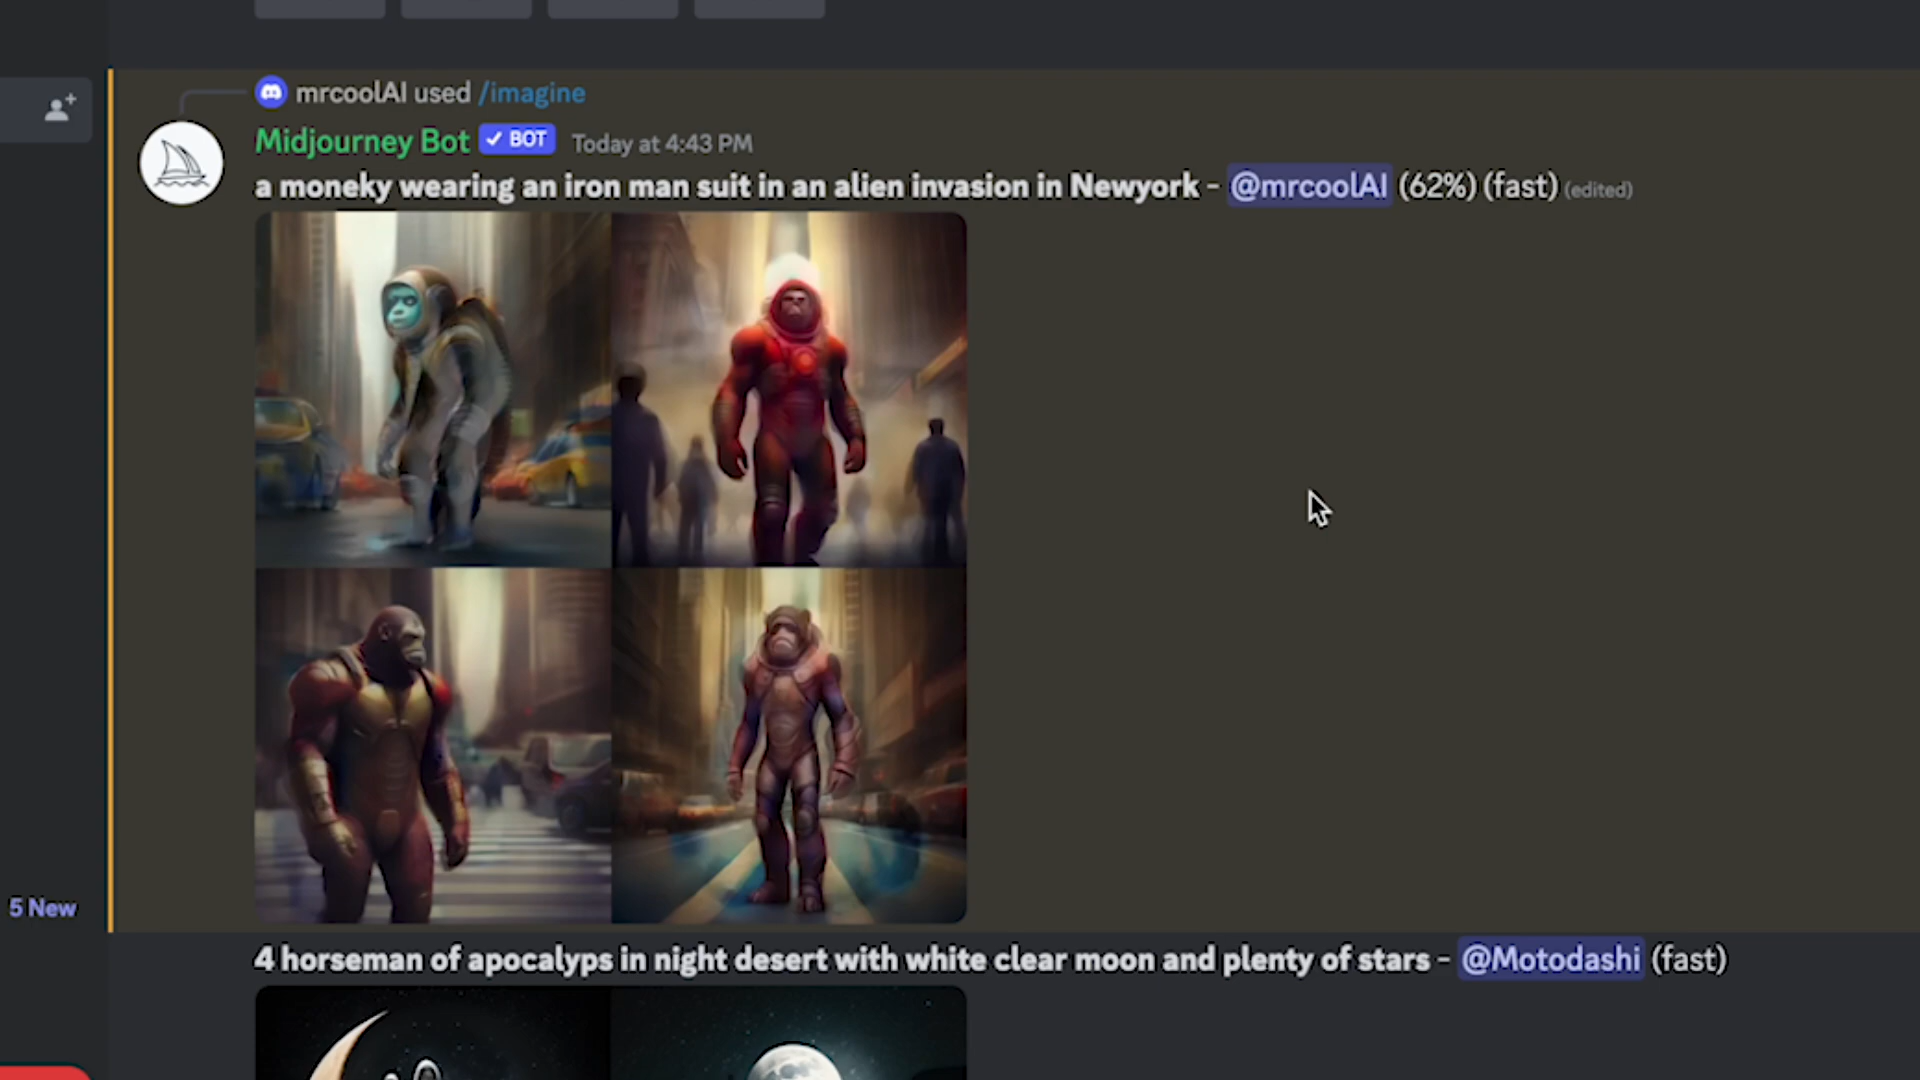 mrcoolAI used /imagine
Midjourney Bot ✓ BOT Today at 4:43 PM
a moneky wearing an iron man suit in an alien invasion in Newyork - @mrcoolAI (62%) (fast) (edited)
5 New
4 horseman of apocalyps in night desert with white clear moon and plenty of stars - @Motodashi (fast)